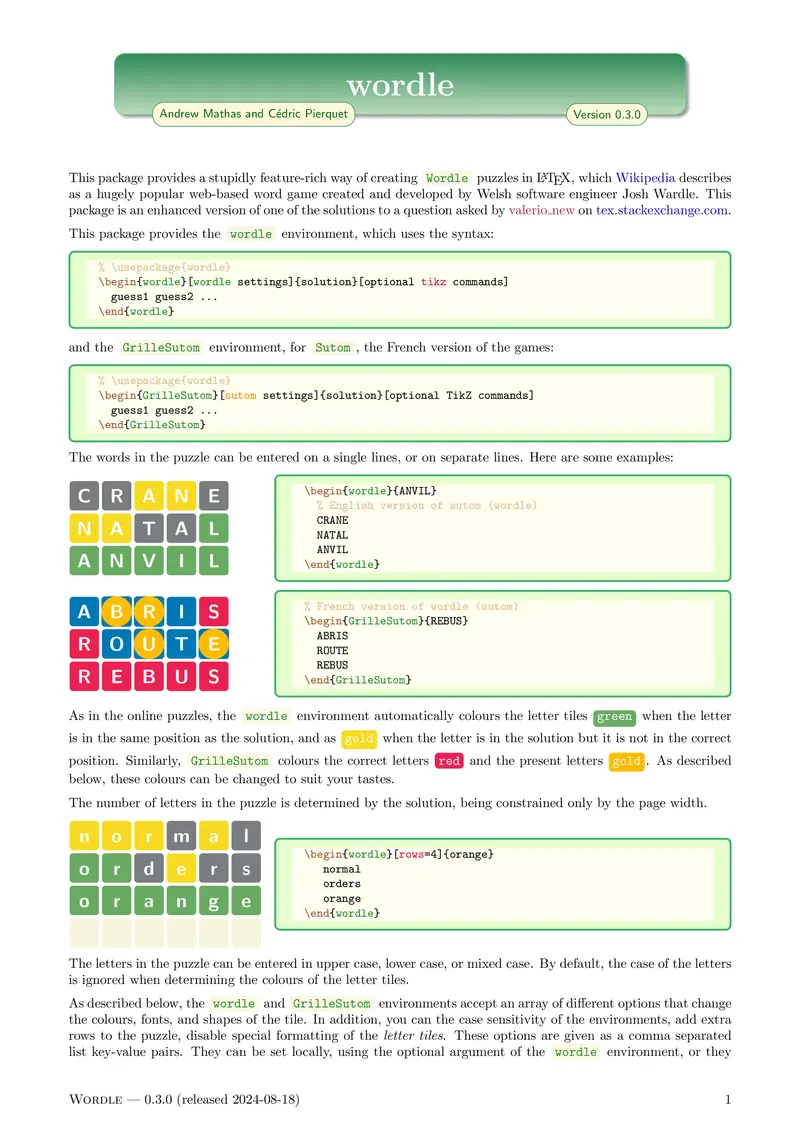 wordle
Andrew Mathas and Cédric Pierquet
Version 0.3.0
This package provides a stupidly feature-rich way of creating Wordle puzzles in LATEX, which Wikipedia describes
as a hugely popular web-based word game created and developed by Welsh software engineer Josh Wardle. This
package is an enhanced version of one of the solutions to a question asked by valerio_new on tex.stackexchange.com.
This package provides the wordle environment, which uses the syntax:
% \usepackage{wordle}
\begin{wordle}[wordle settings]{solution}[optional tikz commands]
guess1 guess2 ...
\end{wordle}
and the GrilleSutom environment, for Sutom , the French version of the games:
% \usepackage{wordle}
\begin{GrilleSutom}[sutom settings]{solution}[optional TikZ commands]
guess1 guess2 ...
\end{GrilleSutom}
The words in the puzzle can be entered on a single lines, or on separate lines. Here are some examples:
C R A N E
N A T A L
A N V I L
\begin{wordle}{ANVIL}
% English version of sutom (wordle)
CRANE
NATAL
ANVIL
\end{wordle}
A B R I S
R O U T E
R E B U S
% French version of wordle (sutom)
\begin{GrilleSutom}{REBUS}
ABRIS
ROUTE
REBUS
\end{GrilleSutom}
As in the online puzzles, the wordle environment automatically colours the letter tiles green when the letter
is in the same position as the solution, and as gold when the letter is in the solution but it is not in the correct
position. Similarly, GrilleSutom colours the correct letters red and the present letters gold . As described
below, these colours can be changed to suit your tastes.
The number of letters in the puzzle is determined by the solution, being constrained only by the page width.
n o r m a l
o r d e r s
o r a n g e
\begin{wordle}[rows=4]{orange}
normal
orders
orange
\end{wordle}
The letters in the puzzle can be entered in upper case, lower case, or mixed case. By default, the case of the letters
is ignored when determining the colours of the letter tiles.
As described below, the wordle and GrilleSutom environments accept an array of different options that change
the colours, fonts, and shapes of the tile. In addition, you can the case sensitivity of the environments, add extra
rows to the puzzle, disable special formatting of the letter tiles. These options are given as a comma separated
list key-value pairs. They can be set locally, using the optional argument of the wordle environment, or they
WORDLE — 0.3.0 (released 2024-08-18)
1